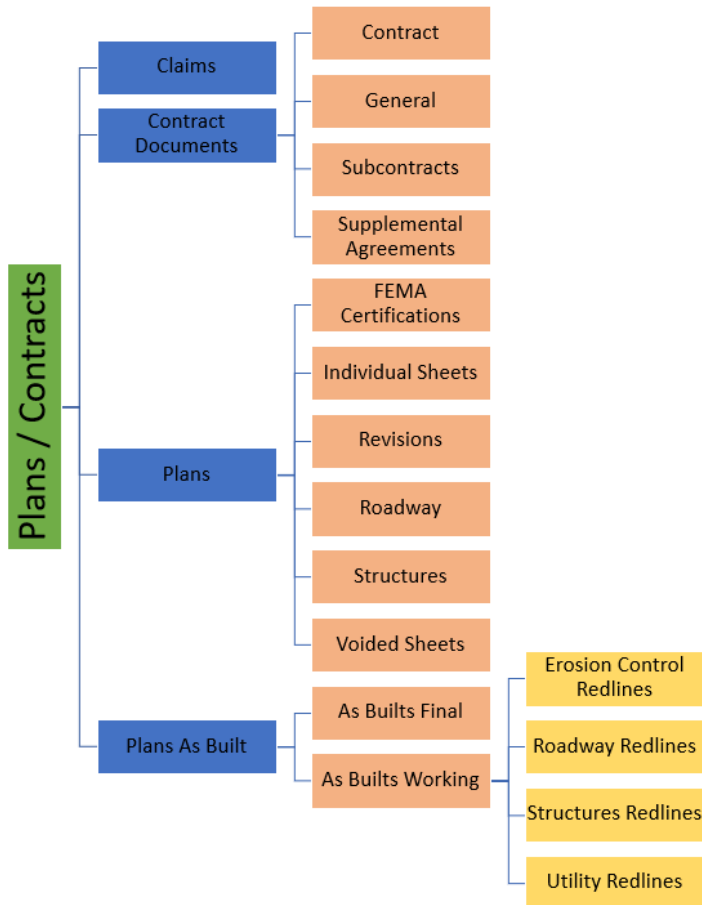 Plans / Contracts
Claims
Contract
Documents
Contract
General
Subcontracts
Supplemental
Agreements
Plans
FEMA
Certifications
Individual Sheets
Revisions
Roadway
Structures
Voided Sheets
Plans As Built
As Builts Final
As Builts Working
Erosion Control
Redlines
Roadway Redlines
Structures Redlines
Utility Redlines